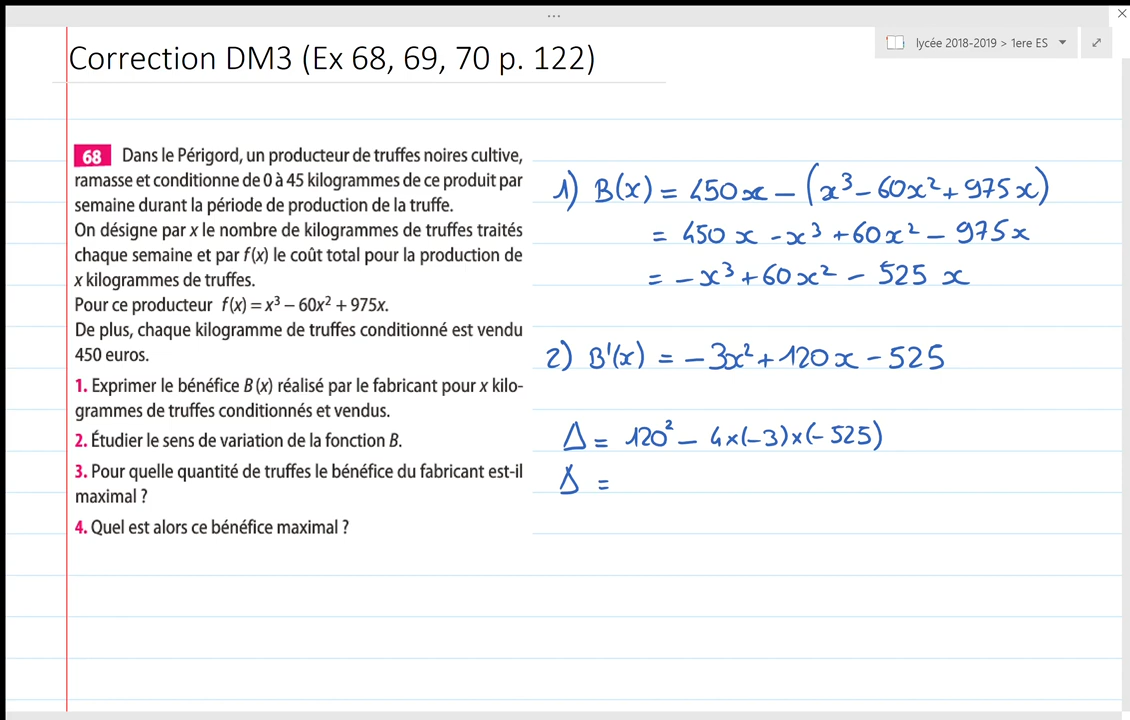 lycée 2018-2019 > 1ere ES
Correction DM3 (Ex 68, 69, 70 p. 122)
68 Dans le Périgord, un producteur de truffes noires cultive,
ramasse et conditionne de 0 à 45 kilogrammes de ce produit par
semaine durant la période de production de la truffe.
On désigne par x le nombre de kilogrammes de truffes traités
chaque semaine et par f(x) le coût total pour la production de
x kilogrammes de truffes.
Pour ce producteur f(x) = x³ – 60x² + 975x.
De plus, chaque kilogramme de truffes conditionné est vendu
450 euros.
1. Exprimer le bénéfice B(x) réalisé par le fabricant pour x kilo-
grammes de truffes conditionnés et vendus.
2. Étudier le sens de variation de la fonction B.
3. Pour quelle quantité de truffes le bénéfice du fabricant est-il
maximal ?
4. Quel est alors ce bénéfice maximal ?
1) B(x) = 450x – (x³ – 60x² + 975x)
= 450x – x³ + 60x² – 975x
= – x³ + 60x² – 525x
2) B'(x) = – 3x² + 120x – 525
Δ = 120² – 4×(–3)×(–525)
Δ =